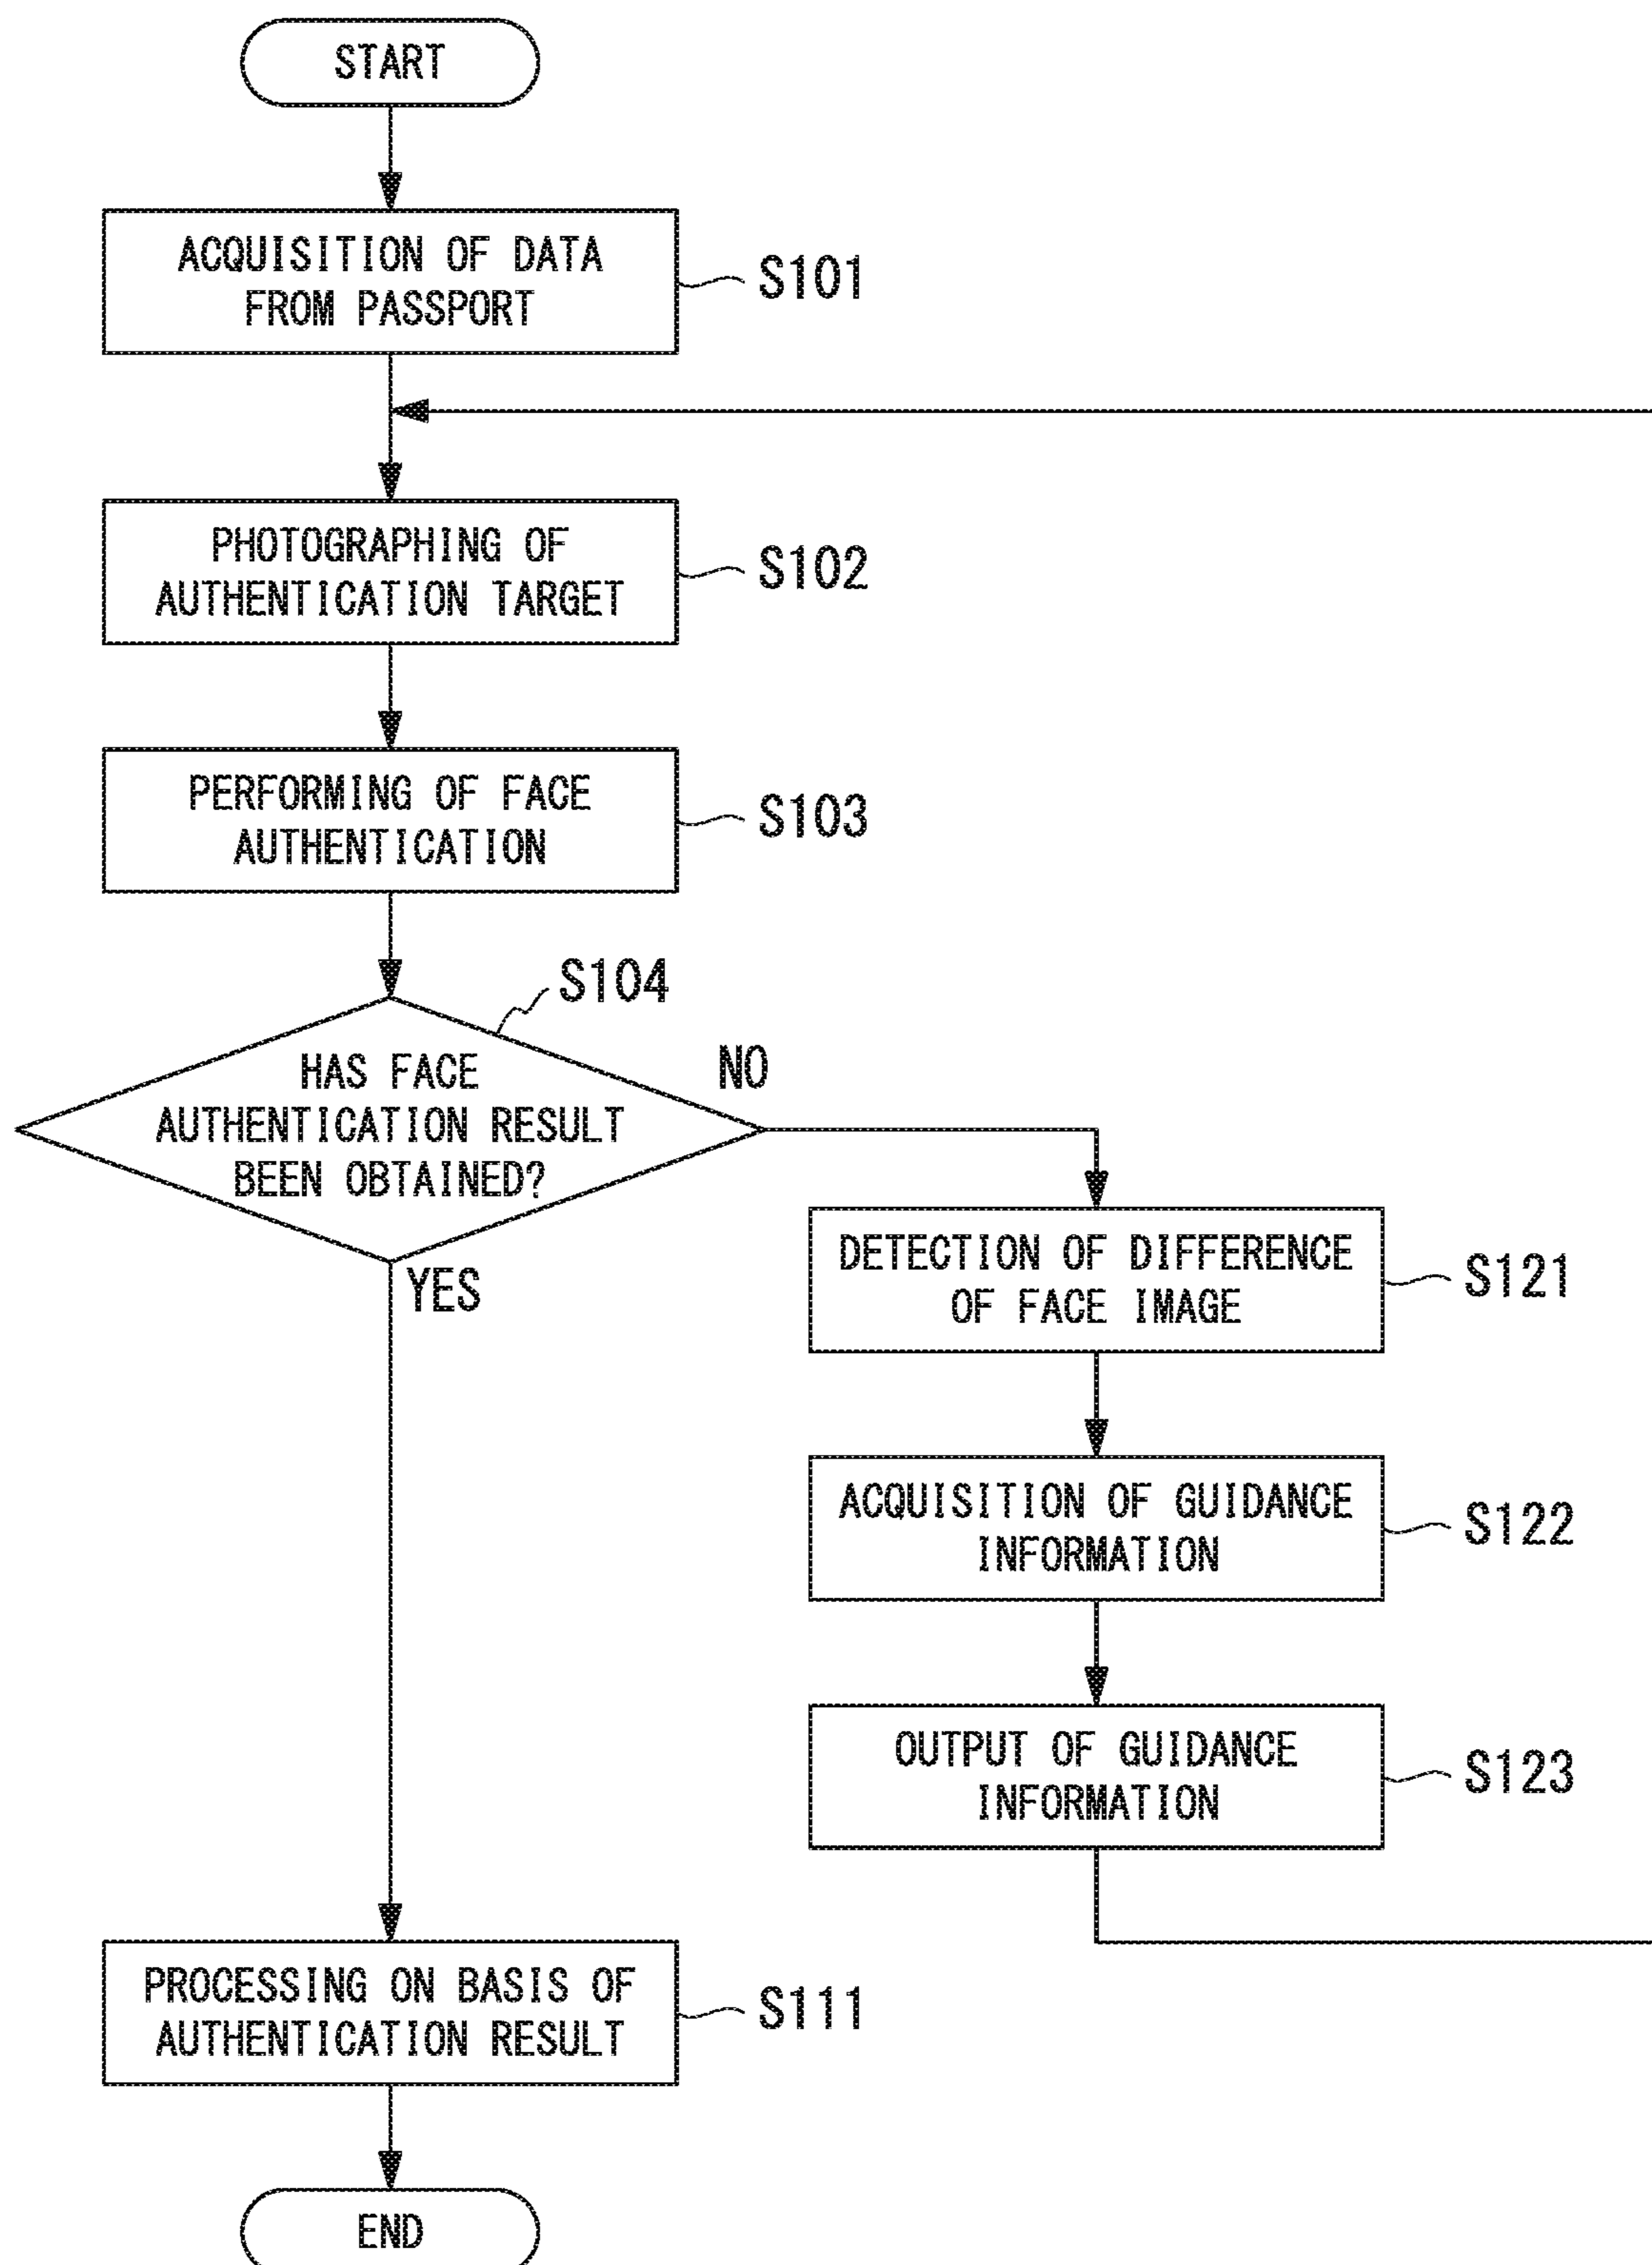 START
ACQUISITION OF DATA
FROM PASSPORT
S101
PHOTOGRAPHING OF
AUTHENTICATION TARGET
S102
PERFORMING OF FACE
AUTHENTICATION
S103
S104
HAS FACE
AUTHENTICATION RESULT
BEEN OBTAINED?
NO
YES
DETECTION OF DIFFERENCE
OF FACE IMAGE
S121
ACQUISITION OF GUIDANCE
INFORMATION
S122
OUTPUT OF GUIDANCE
INFORMATION
S123
PROCESSING ON BASIS OF
AUTHENTICATION RESULT
S111
END